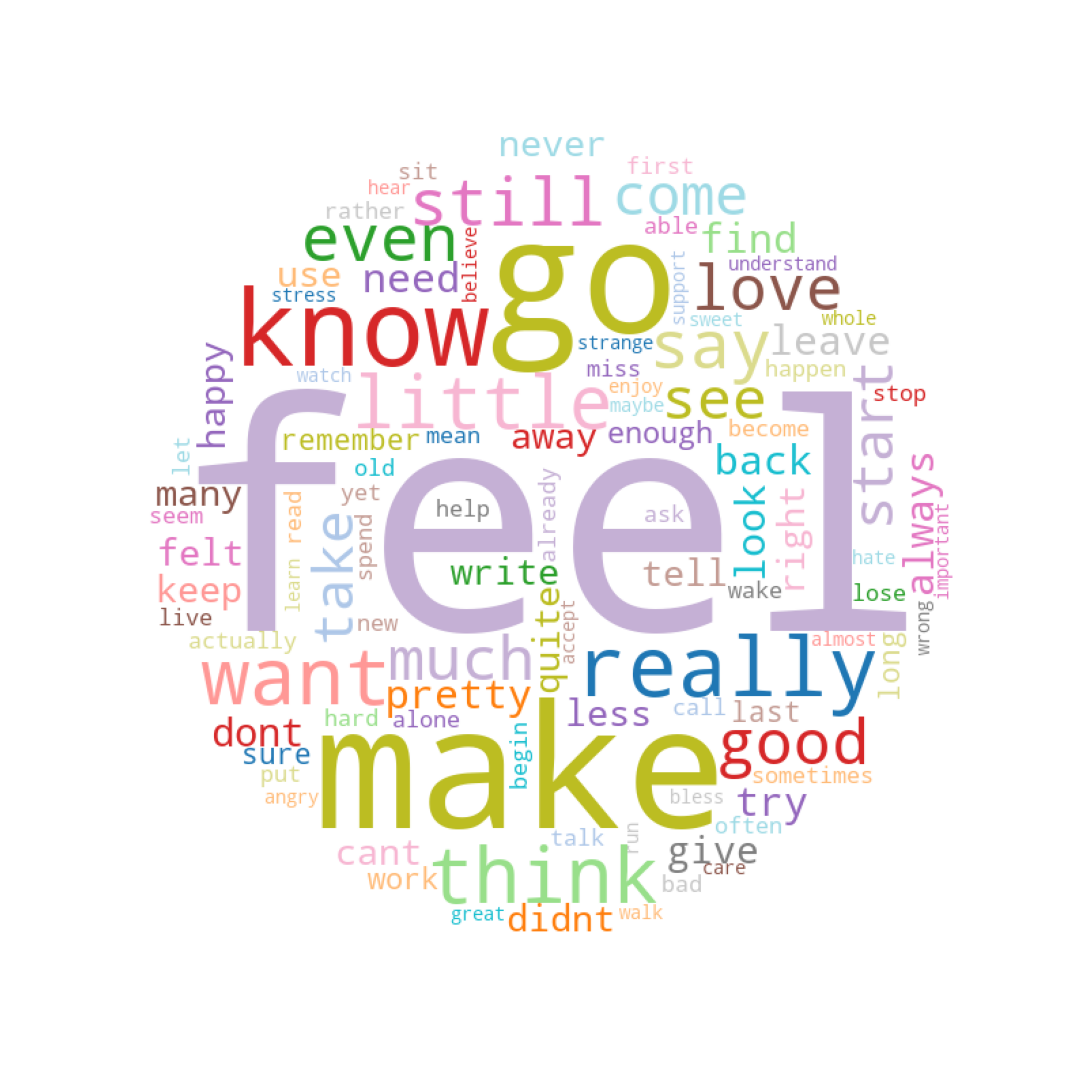 never
sit
first
hear
still
come
rather
able
even
find
go
believe
understand
use
need
support
love
stress
know
sweet
whole
strange
say
leave
miss
happen
watch
happy
little
enjoy
see
start
stop
feel
maybe
remember
mean
away
enough
become
let
old
back
many
yet
always
seem
read
help
already
ask
look
right
important
felt
take
spend
write
tell
hate
keep
learn
wake
lose
live
new
quite
accept
wrong
actually
almost
want
much
really
long
pretty
less
call
last
dont
hard
alone
sure
begin
good
put
make
sometimes
angry
bless
try
often
talk
run
cant
think
give
care
work
bad
great
didnt
walk